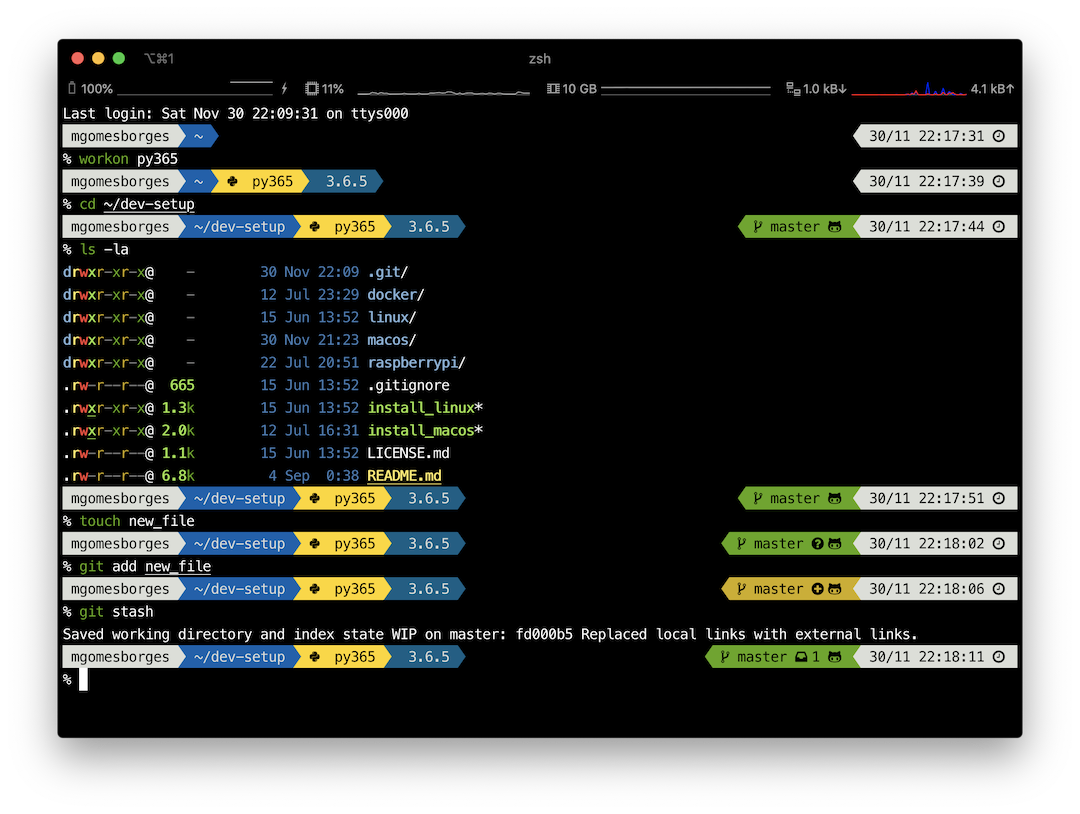 ⌥⌘1 zsh
100% 11% 10 GB 1.0 kB↓ 4.1 kB↑
Last login: Sat Nov 30 22:09:31 on ttys000
mgomesborges ~ 30/11 22:17:31
% workon py365
mgomesborges ~ py365 3.6.5 30/11 22:17:39
% cd ~/dev-setup
mgomesborges ~/dev-setup py365 3.6.5 master 30/11 22:17:44
% ls -la
drwxr-xr-x@ - 30 Nov 22:09 .git/
drwxr-xr-x@ - 12 Jul 23:29 docker/
drwxr-xr-x@ - 15 Jun 13:52 linux/
drwxr-xr-x@ - 30 Nov 21:23 macos/
drwxr-xr-x@ - 22 Jul 20:51 raspberrypi/
.rw-r--r--@ 665 15 Jun 13:52 .gitignore
.rwxr-xr-x@ 1.3k 15 Jun 13:52 install_linux*
.rwxr-xr-x@ 2.0k 12 Jul 16:31 install_macos*
.rw-r--r--@ 1.1k 15 Jun 13:52 LICENSE.md
.rw-r--r--@ 6.8k 4 Sep 0:38 README.md
mgomesborges ~/dev-setup py365 3.6.5 master 30/11 22:17:51
% touch new_file
mgomesborges ~/dev-setup py365 3.6.5 master ? 30/11 22:18:02
% git add new_file
mgomesborges ~/dev-setup py365 3.6.5 master + 30/11 22:18:06
% git stash
Saved working directory and index state WIP on master: fd000b5 Replaced local links with external links.
mgomesborges ~/dev-setup py365 3.6.5 master 1 30/11 22:18:11
%